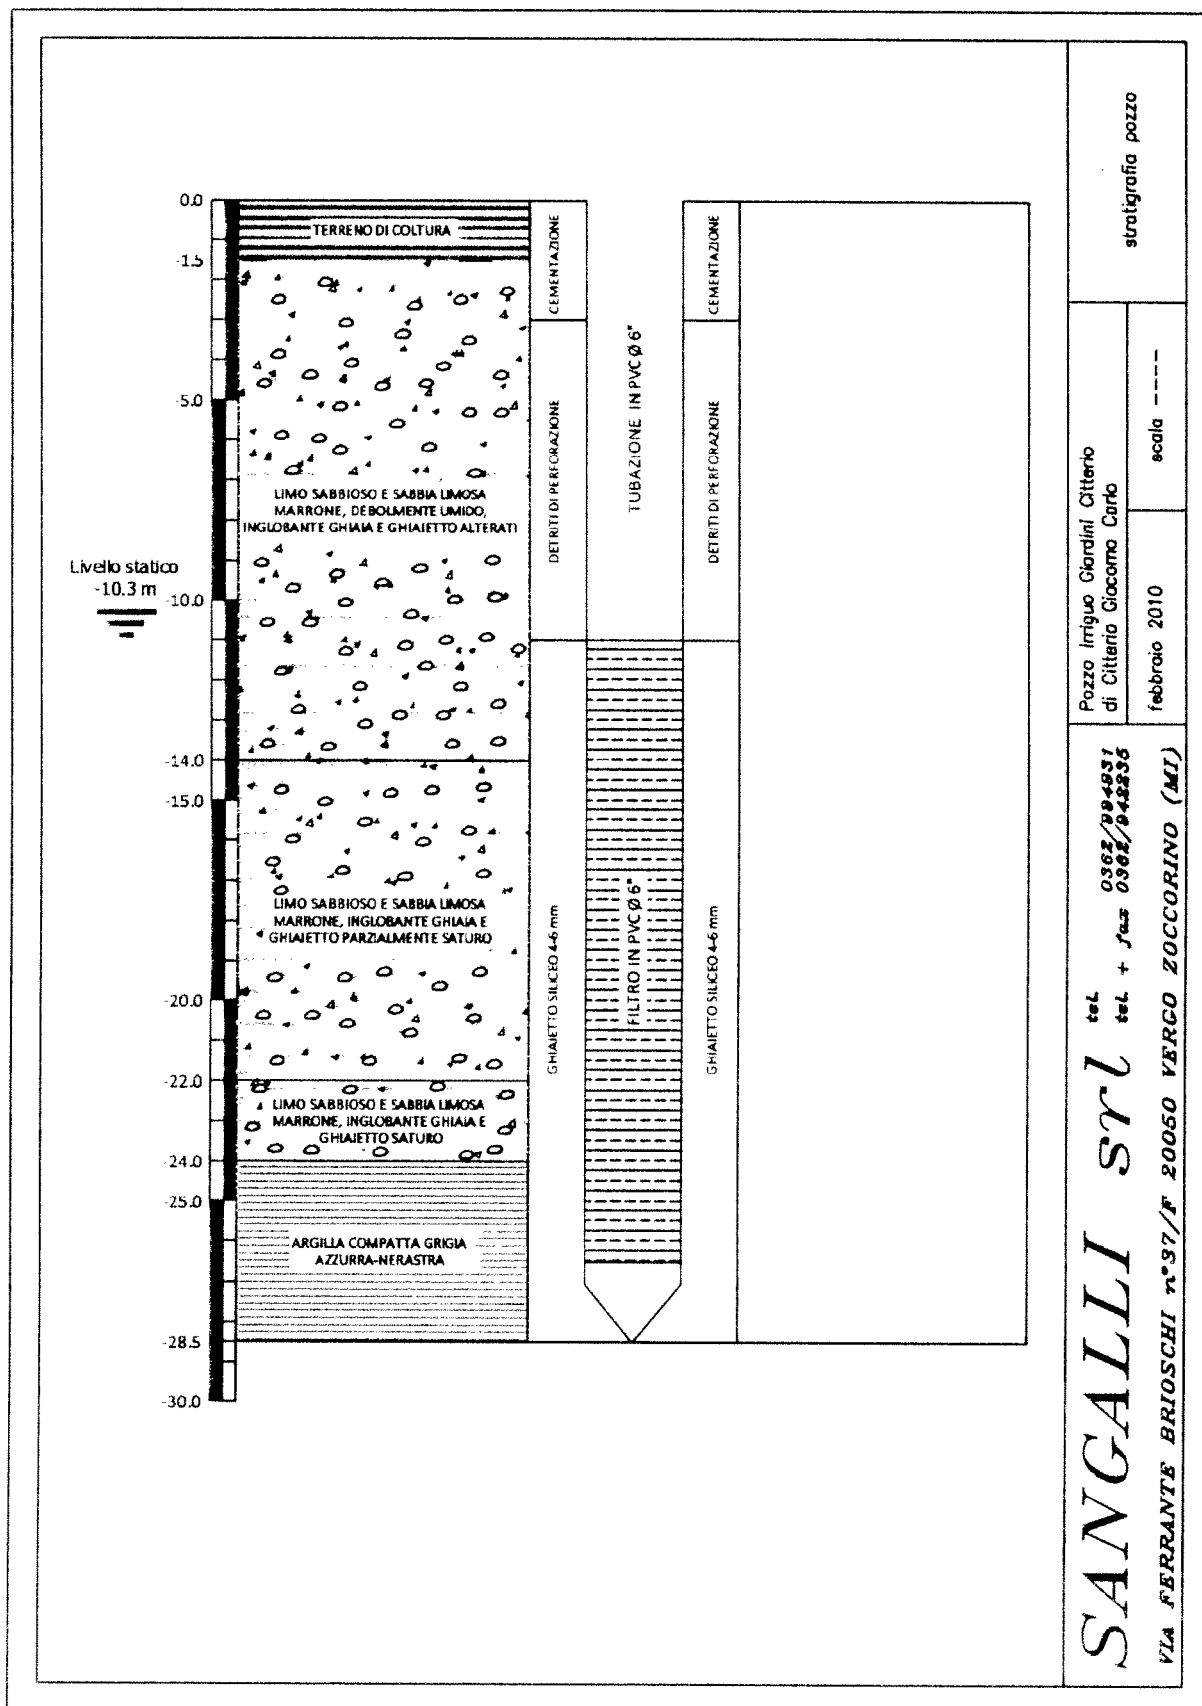 0.0
TERRENO DI COLTURA
-1.5
-5.0
LIMO SABBIOSO E SABBIA LIMOSA
MARRONE, DEBOLMENTE UMIDO,
INGLOBANTE GHIAIA E GHIAIETTO ALTERATI
Livello statico
-10.3 m
-10.0
-14.0
-15.0
LIMO SABBIOSO E SABBIA LIMOSA
MARRONE, INGLOBANTE GHIAIA E
GHIAIETTO PARZIALMENTE SATURO
-20.0
-22.0
LIMO SABBIOSO E SABBIA LIMOSA
MARRONE, INGLOBANTE GHIAIA E
GHIAIETTO SATURO
-24.0
-25.0
ARGILLA COMPATTA GRIGIA
AZZURRA-NERASTRA
-28.5
-30.0
CEMENTAZIONE
DETRITI DI PERFORAZIONE
GHIAIETTO SILICEO 4-6 mm
TUBAZIONE IN PVC Ø 6"
FILTRO IN PVC Ø 6"
CEMENTAZIONE
DETRITI DI PERFORAZIONE
GHIAIETTO SILICEO 4-6 mm
SANGALLI srl
tel. 0362/994931
tel. + fax 0362/942235
VIA FERRANTE BRIOSCHI n°37/F 20050 VERGO ZOCCORINO (MI)
Pozzo Irriguo Giardini Citterio
di Citterio Giacomo Carlo
febbraio 2010
scala ----
stratigrafia pozzo